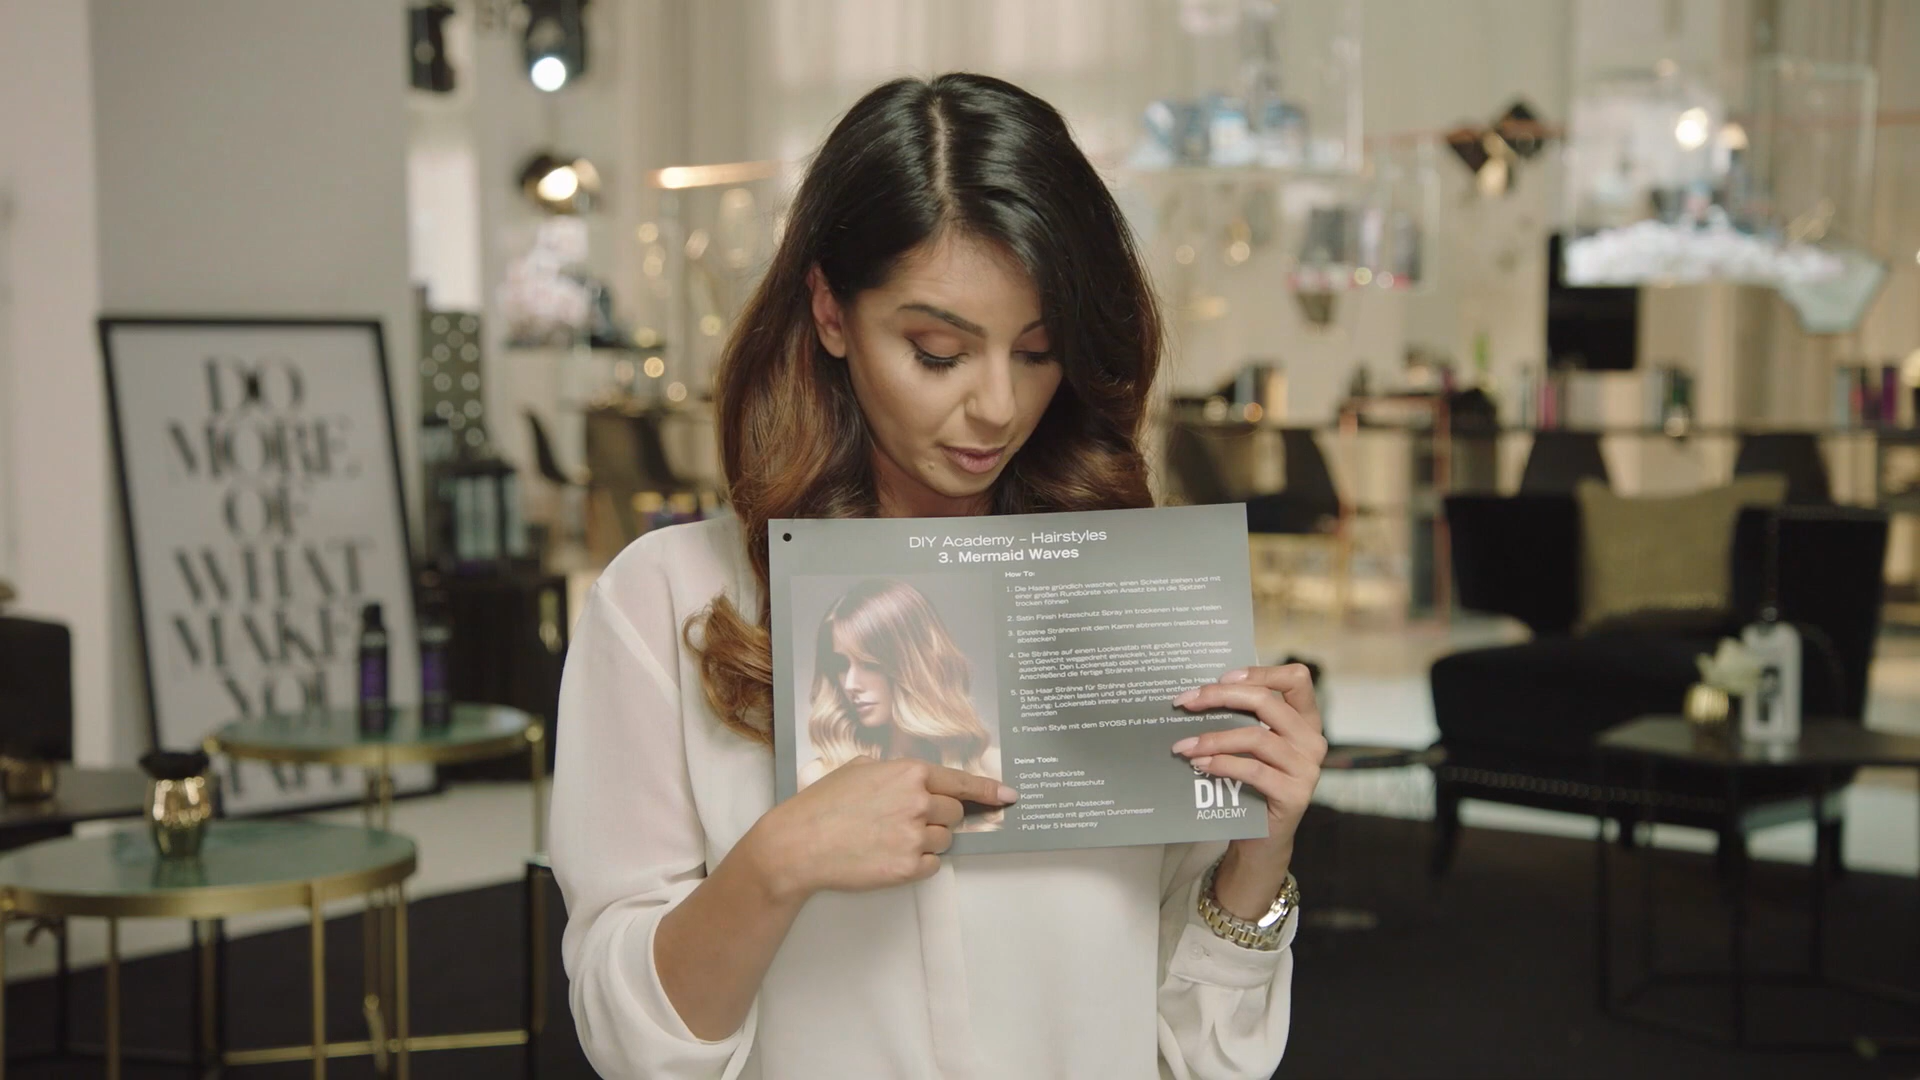 DO
MORE
OF
WHAT
MAKE
YOU
DIY Academy – Hairstyles
3. Mermaid Waves
How To:
1. Die Haare gründlich waschen, einen Scheitel ziehen und mit
einer großen Rundbürste vom Ansatz bis in die Spitzen
trocken föhnen
2. Satin Finish Hitzeschutz Spray im trockenen Haar verteilen
3. Einzelne Strähnen mit dem Kamm abtrennen (restliches Haar
abstecken)
4. Die Strähne auf einem Lockenstab mit großem Durchmesser
vom Gesicht weggedreht einwickeln, kurz warten und wieder
ausdrehen. Den Lockenstab dabei vertikal halten.
Anschließend die fertige Strähne mit Klammern abklemmen
5. Das Haar Strähne für Strähne durcharbeiten. Die Haare
5 Min. abkühlen lassen und die Klammern
Achtung: Lockenstab immer nur auf
anwenden
6. Finalen Style mit dem SYOSS Full Hair 5 Haarspray fixieren
Deine Tools:
- Große Rundbürste
- Satin Finish Hitzeschutz
- Kamm
- Klammern zum Abstecken
- Lockenstab mit großem Durchmesser
- Full Hair 5 Haarspray
DIY
ACADEMY